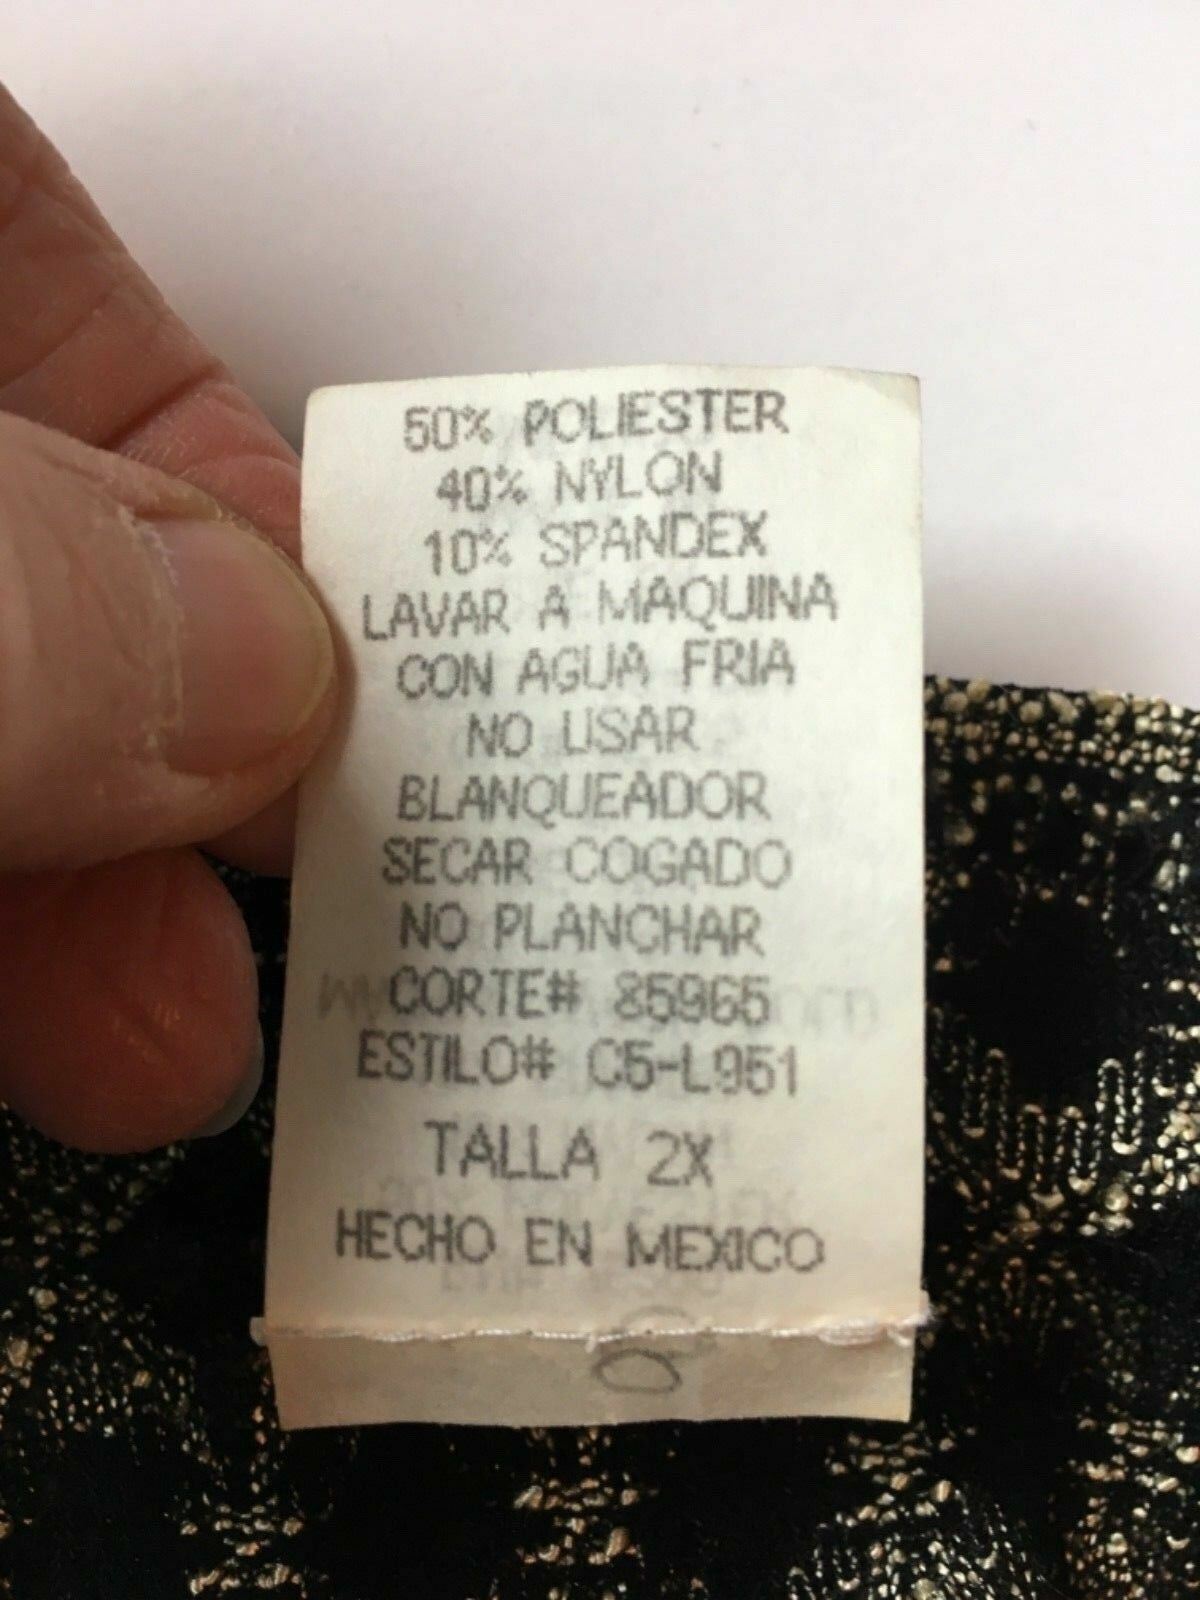 50% POLIESTER
40% NYLON
10% SPANDEX
LAVAR A MAQUINA
CON AGUA FRIA
NO USAR
BLANQUEADOR
SECAR COGADO
NO PLANCHAR
CORTE# 85965
ESTILO# C5-L951
TALLA 2X
HECHO EN MEXICO